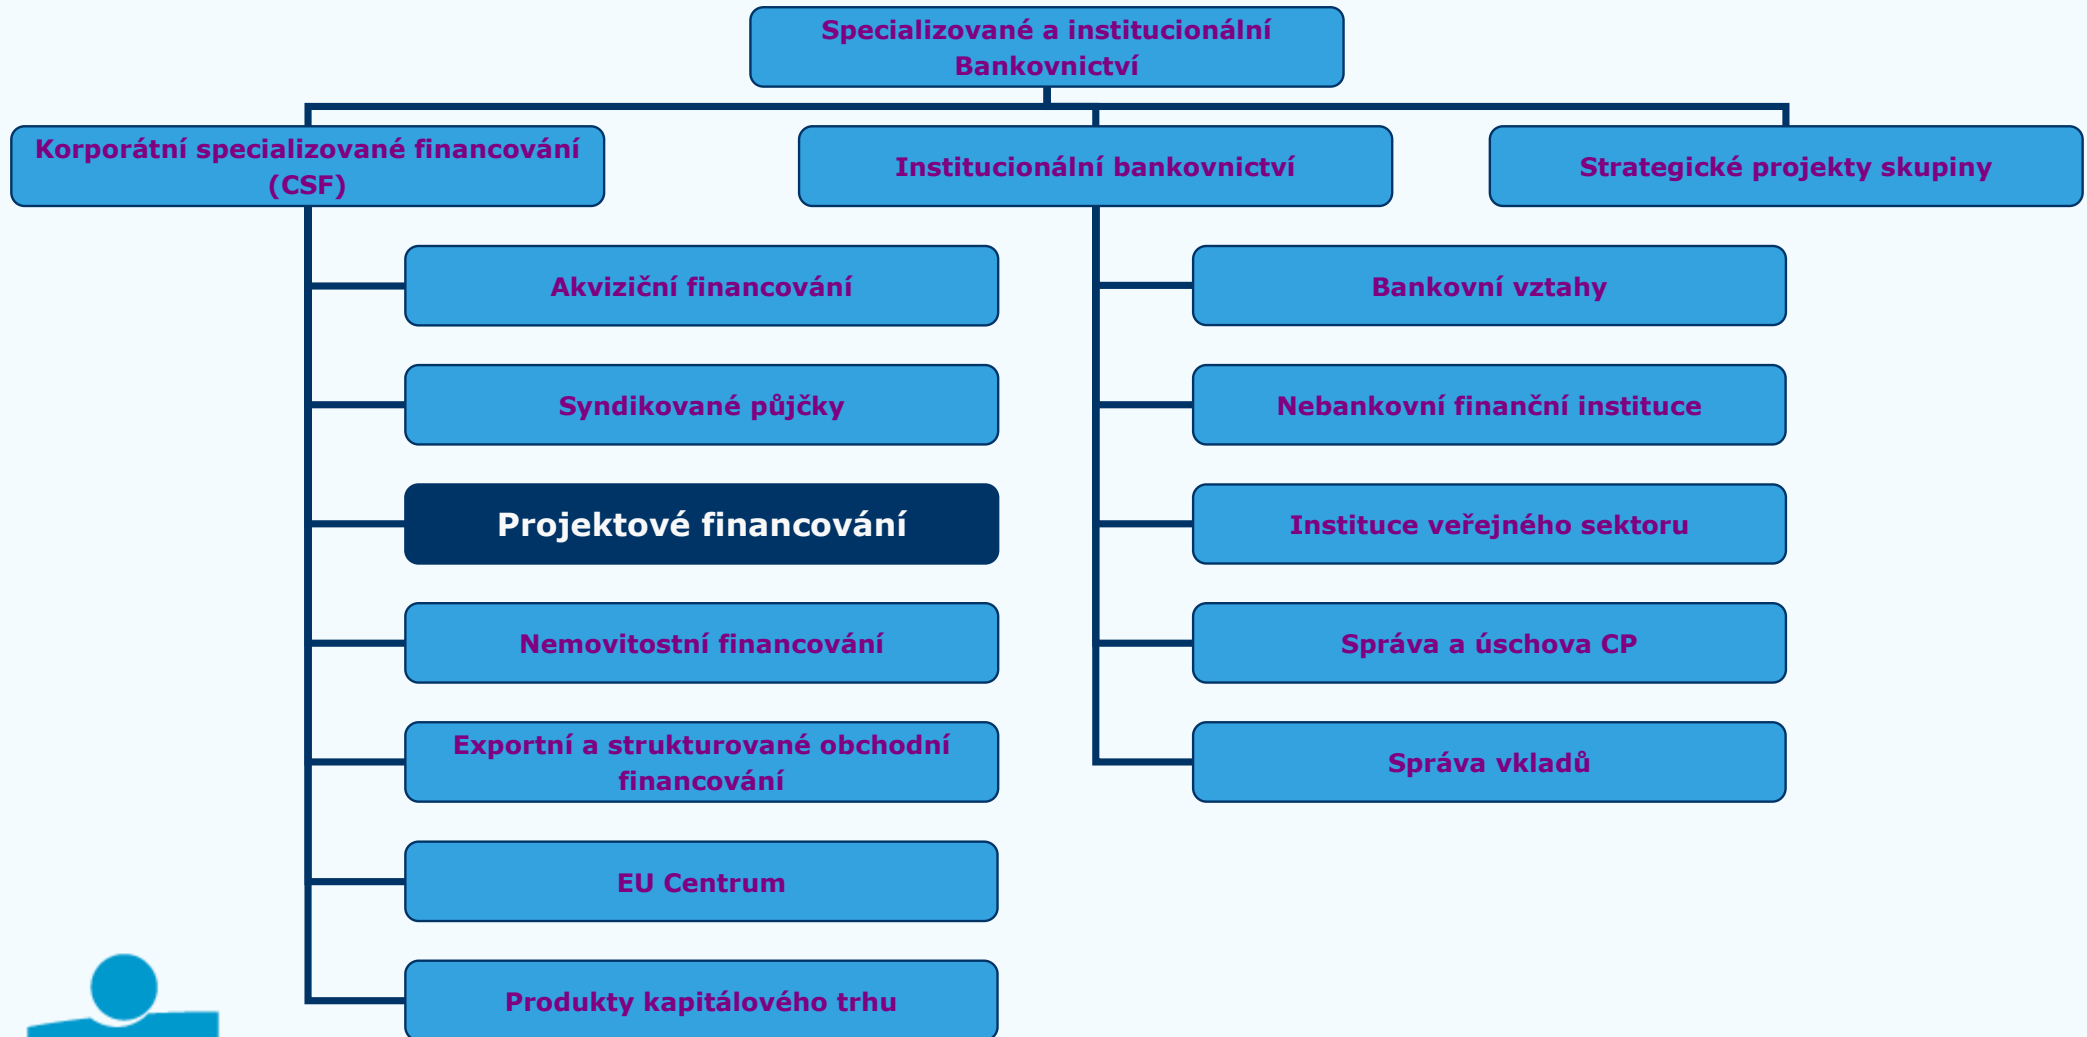 Specializované a institucionální
Bankovnictví
Korporátní specializované financování
(CSF)
Institucionální bankovnictví
Strategické projekty skupiny
Akviziční financování
Bankovní vztahy
Syndikované půjčky
Nebankovní finanční instituce
Projektové financování
Instituce veřejného sektoru
Nemovitostní financování
Správa a úschova CP
Exportní a strukturované obchodní
financování
Správa vkladů
EU Centrum
Produkty kapitálového trhu